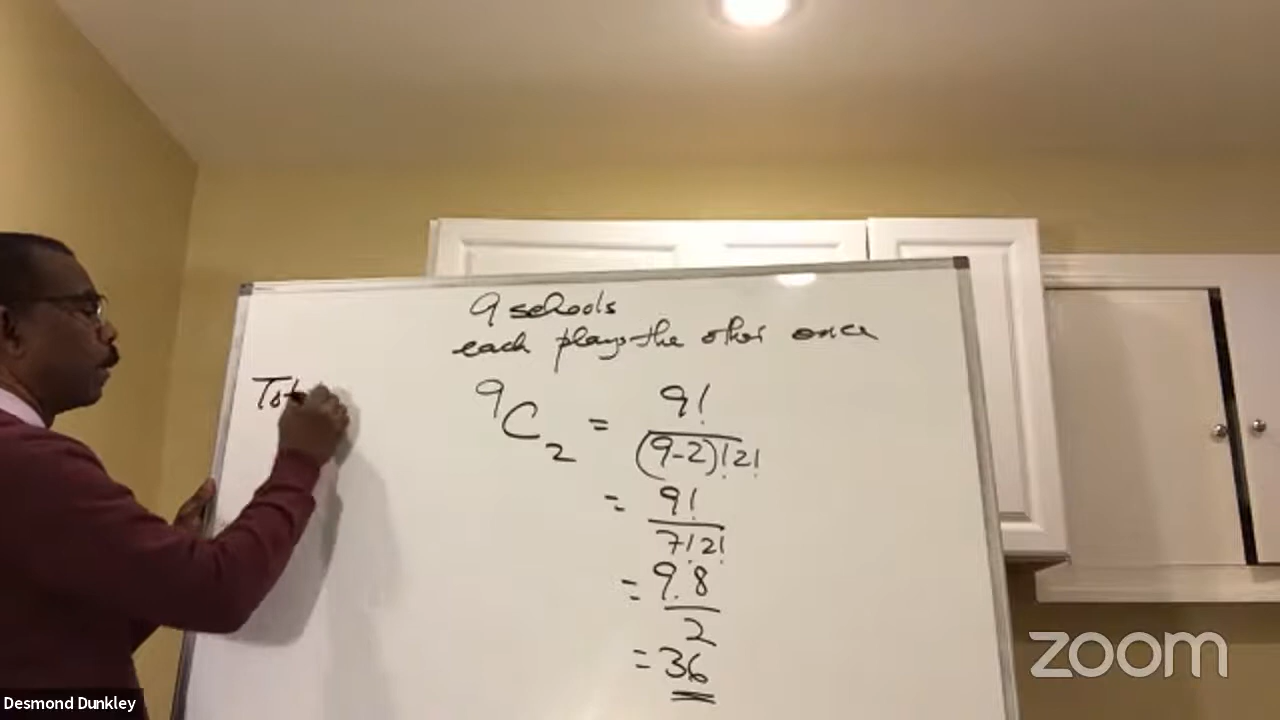 9 schools
each plays the other once
Tot
⁹C₂ = 9!
(9-2)!2!
= 9!
7!2!
= 9.8
2
= 36
zoom
Desmond Dunkley